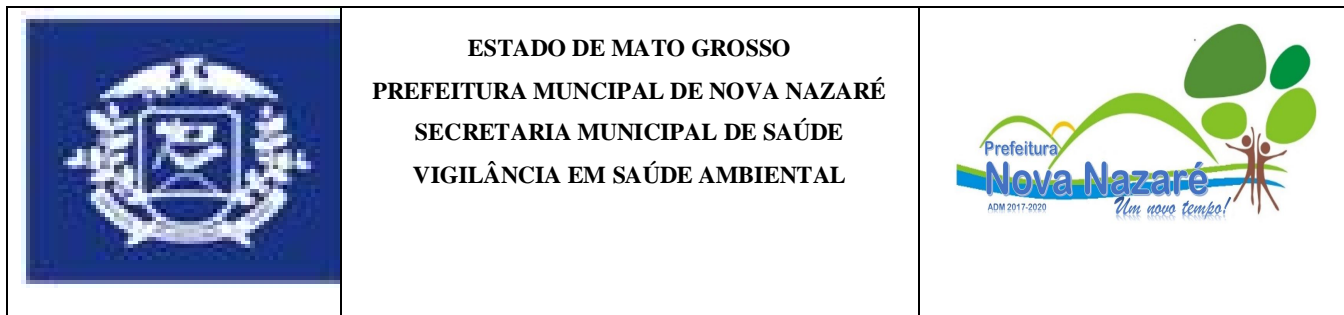 ESTADO DE MATO GROSSO
PREFEITURA MUNCIPAL DE NOVA NAZARÉ
SECRETARIA MUNICIPAL DE SAÚDE
VIGILÂNCIA EM SAÚDE AMBIENTAL
Prefeitura
Nova Nazaré
ADM 2017-2020
Um novo tempo!